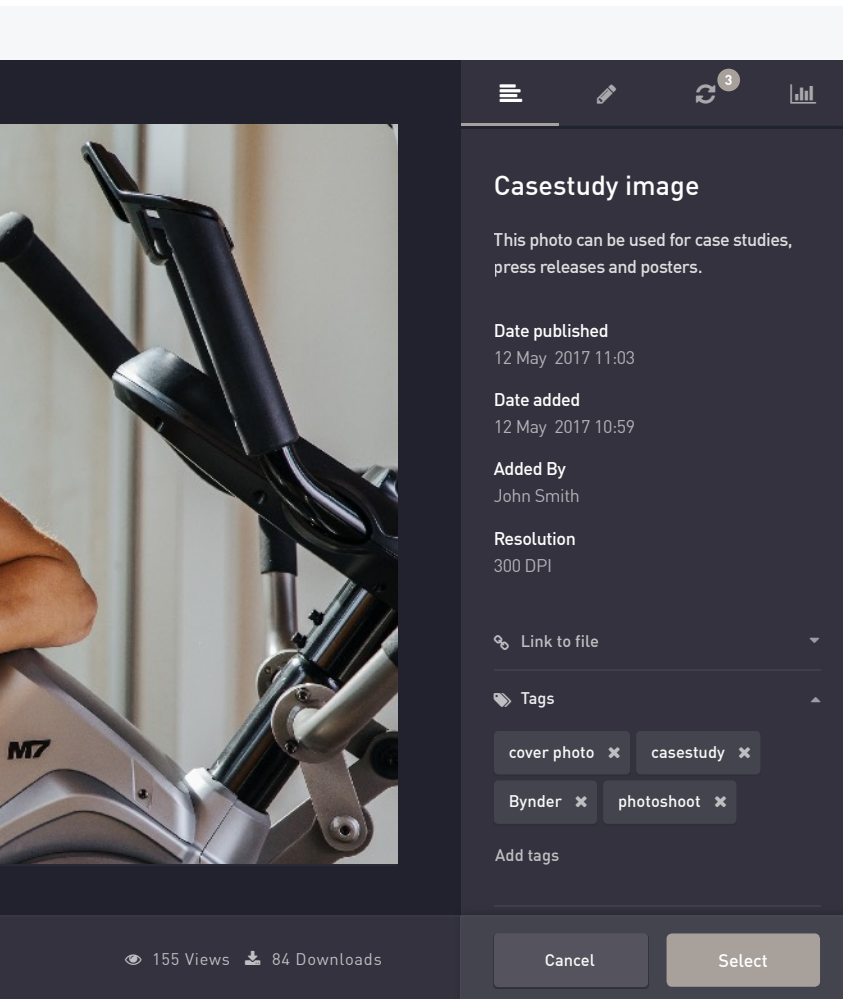 3
Casestudy image
This photo can be used for case studies,
press releases and posters.
Date published
12 May 2017 11:03
Date added
12 May 2017 10:59
Added By
John Smith
Resolution
300 DPI
Link to file
Tags
cover photo casestudy
Bynder photoshoot
Add tags
M7
155 Views 84 Downloads
Cancel Select